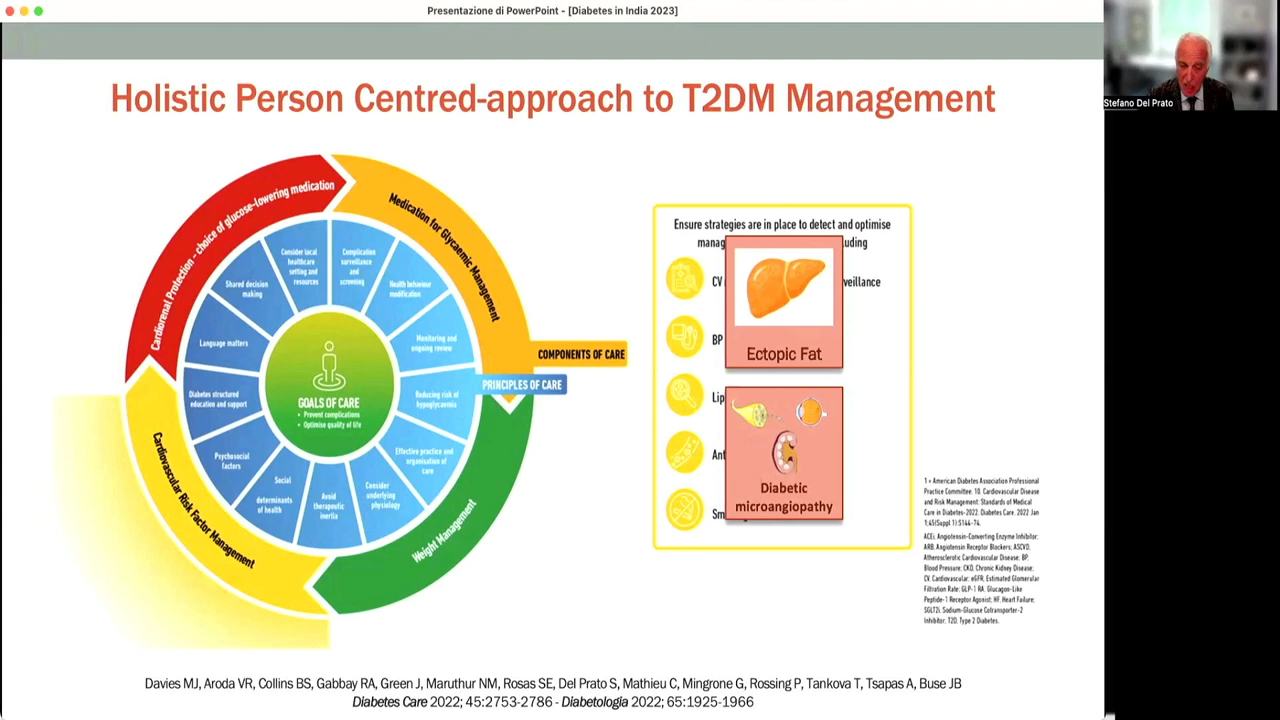 Presentazione di PowerPoint - [Diabetes in India 2023]
Stefano Del Prato
Holistic Person Centred-approach to T2DM Management
Cardiorenal Protection - choice of glucose-lowering medication
Medication for Glycaemic Management
Weight Management
Cardiovascular Risk Factor Management
COMPONENTS OF CARE
PRINCIPLES OF CARE
Consider local
healthcare
setting and
resources
Complication
surveillance
and
screening
Health behaviour
modification
Monitoring and
ongoing review
Reducing risk of
hypoglycaemia
Effective practice and
organisation of
care
Consider
underlying
physiology
Avoid
therapeutic
inertia
Social
determinants
of health
Psychosocial
factors
Diabetes structured
education and support
Language matters
Shared decision
making
GOALS OF CARE
• Prevent complications
• Optimise quality of life
Ensure strategies are in place to detect and optimise
manag uding
CV veillance
BP
Lip
Ant
Sm
Ectopic Fat
Diabetic
microangiopathy
1 • American Diabetes Association Professional
Practice Committee. 10. Cardiovascular Disease
and Risk Management: Standards of Medical
Care in Diabetes-2022. Diabetes Care. 2022 Jan
1;45(Suppl 1):S144-74.
ACEi, Angiotensin-Converting Enzyme Inhibitor;
ARB, Angiotensin Receptor Blockers; ASCVD,
Atherosclerotic Cardiovascular Disease; BP,
Blood Pressure; CKD, Chronic Kidney Disease;
CV, Cardiovascular; eGFR, Estimated Glomerular
Filtration Rate; GLP-1 RA, Glucagon-Like
Peptide-1 Receptor Agonist; HF, Heart Failure;
SGLT2i, Sodium-Glucose Cotransporter-2
Inhibitor; T2D, Type 2 Diabetes.
Davies MJ, Aroda VR, Collins BS, Gabbay RA, Green J, Maruthur NM, Rosas SE, Del Prato S, Mathieu C, Mingrone G, Rossing P, Tankova T, Tsapas A, Buse JB
Diabetes Care 2022; 45:2753-2786 - Diabetologia 2022; 65:1925-1966